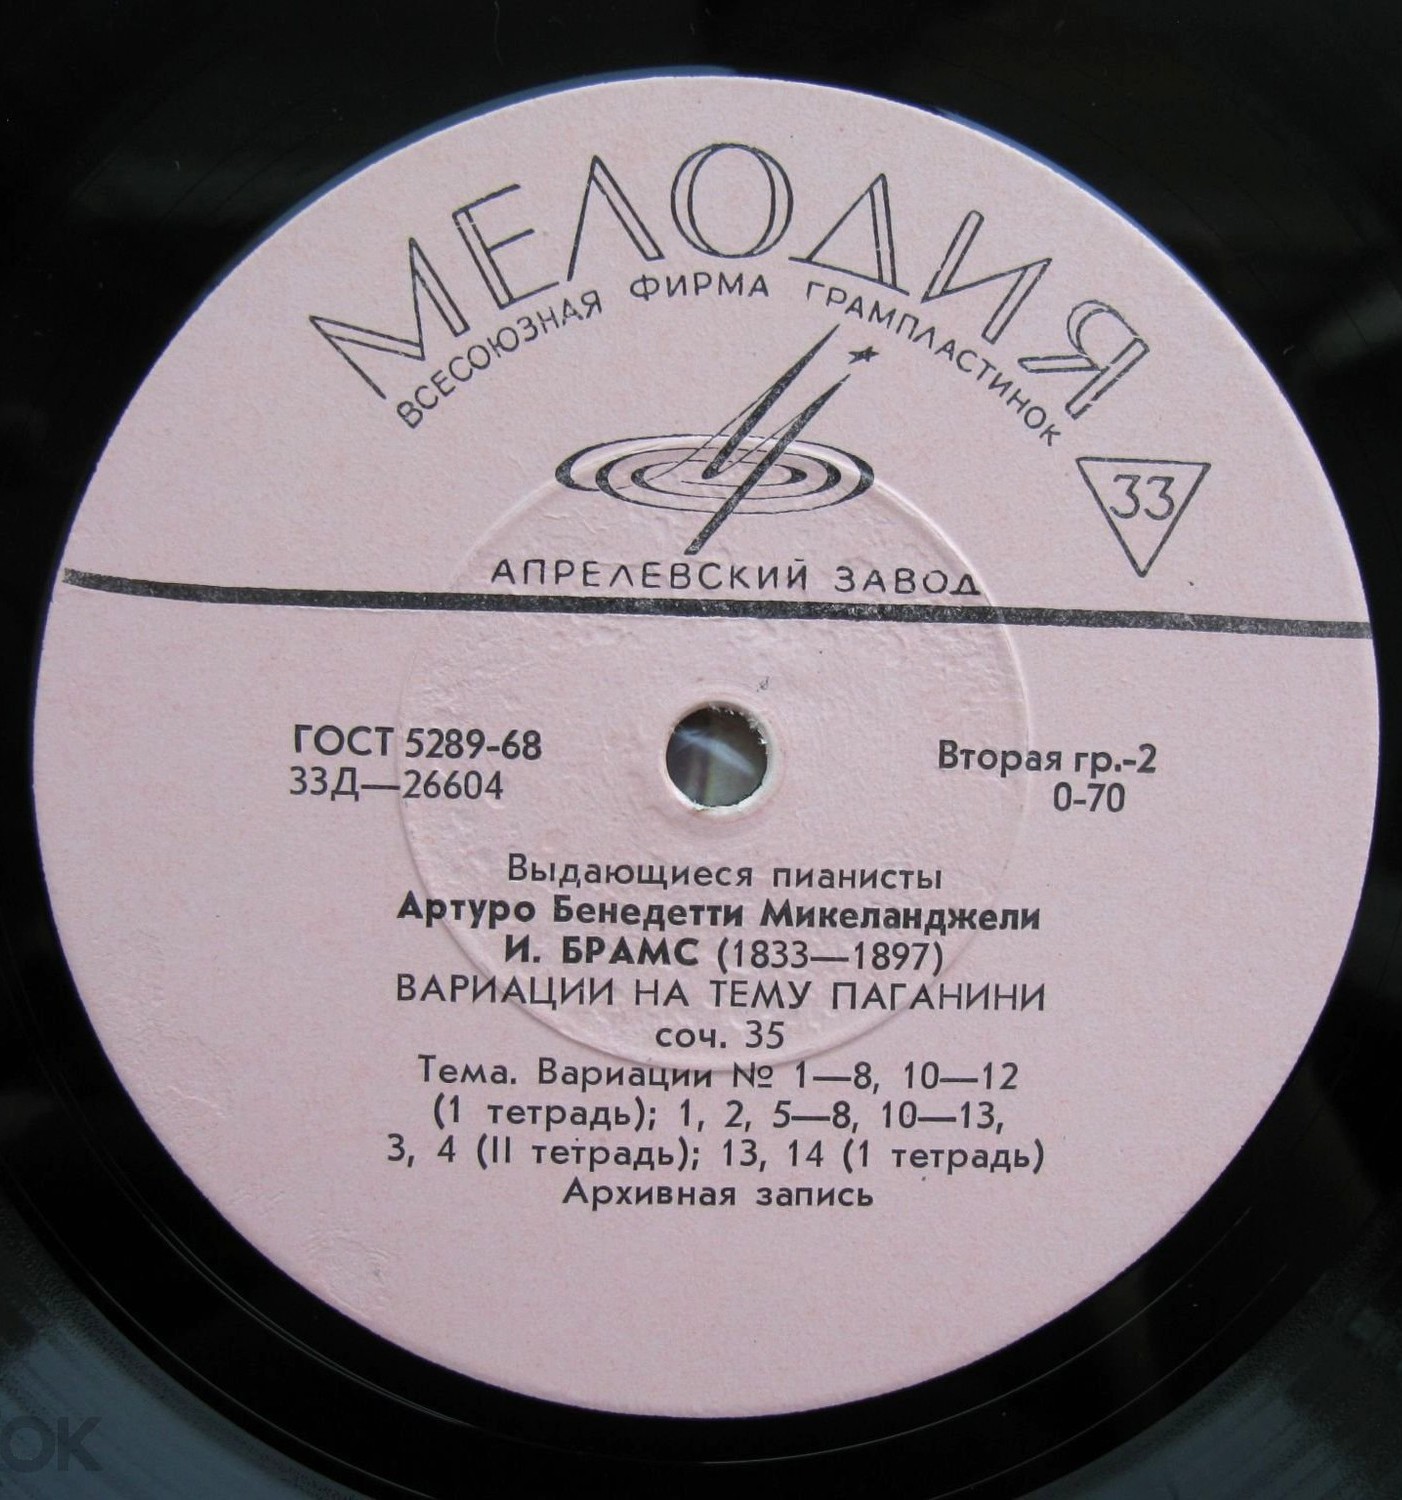 МЕЛОДИЯ
ВСЕСОЮЗНАЯ ФИРМА ГРАМПЛАСТИНОК
33
АПРЕЛЕВСКИЙ ЗАВОД
ГОСТ 5289-68
33Д—26604
Вторая гр.-2
0-70
Выдающиеся пианисты
Артуро Бенедетти Микеланджели
И. БРАМС (1833—1897)
ВАРИАЦИИ НА ТЕМУ ПАГАНИНИ
соч. 35
Тема. Вариации № 1—8, 10—12
(1 тетрадь); 1, 2, 5—8, 10—13,
3, 4 (II тетрадь); 13, 14 (1 тетрадь)
Архивная запись